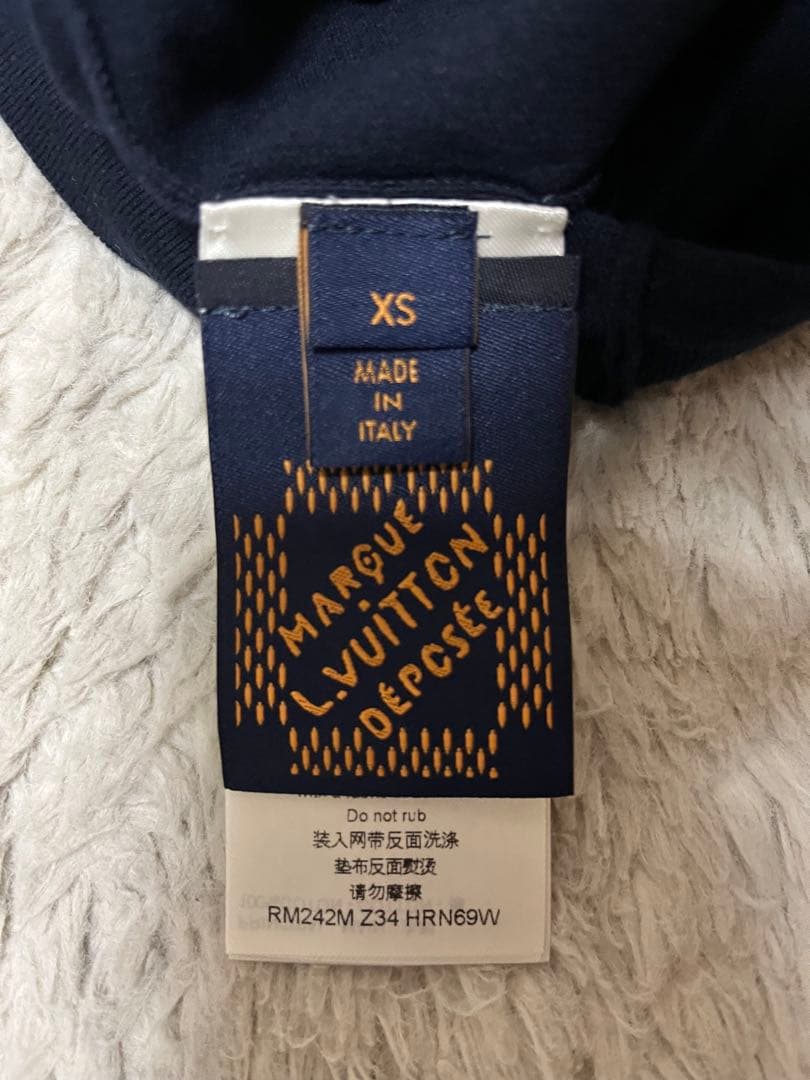 XS
MADE
IN
ITALY
MARQUE
L.VUITTON
DÉPOSÉE
Do not rub
装入网带反面洗涤
垫布反面熨烫
请勿摩擦
RM242M Z34 HRN69W